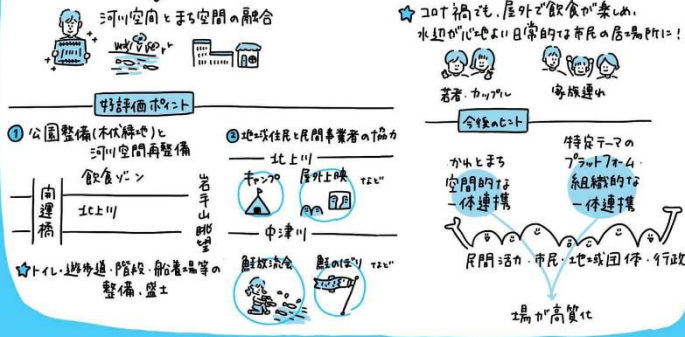 河川空間とまち空間の融合
☆コロナ禍でも、屋外で飲食が楽しめ、
水辺が心地よい日常的な市民の居場所に!
若者・カップル
家族連れ
好評価ポイント
① 公園整備(木伏緑地)と
河川空間再整備
飲食ゾーン
開運橋
北上川
岩手山眺望
☆トイレ・遊歩道・階段・船着場等の
整備、盛土
②地域住民と民間事業者の協力
北上川
キャンプ
屋外上映
など
中津川
鮭放流会
鮭のぼり
など
今後のヒント
かわとまち
空間的な
一体連携
特定テーマの
プラットフォーム・
組織的な
一体連携
民間活力・市民・地域団体・行政
場が高質化